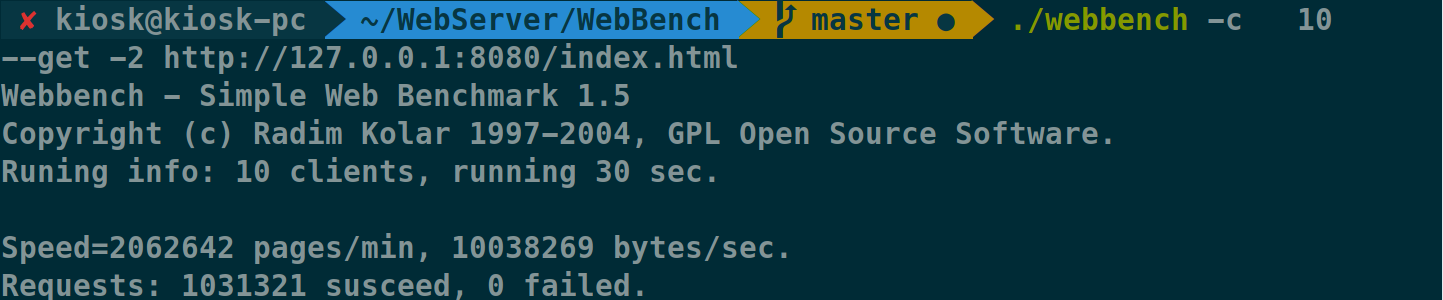 ✘ kiosk@kiosk-pc ~/WebServer/WebBench master ● ./webbench -c   10
--get -2 http://127.0.0.1:8080/index.html
Webbench - Simple Web Benchmark 1.5
Copyright (c) Radim Kolar 1997-2004, GPL Open Source Software.
Runing info: 10 clients, running 30 sec.

Speed=2062642 pages/min, 10038269 bytes/sec.
Requests: 1031321 susceed, 0 failed.